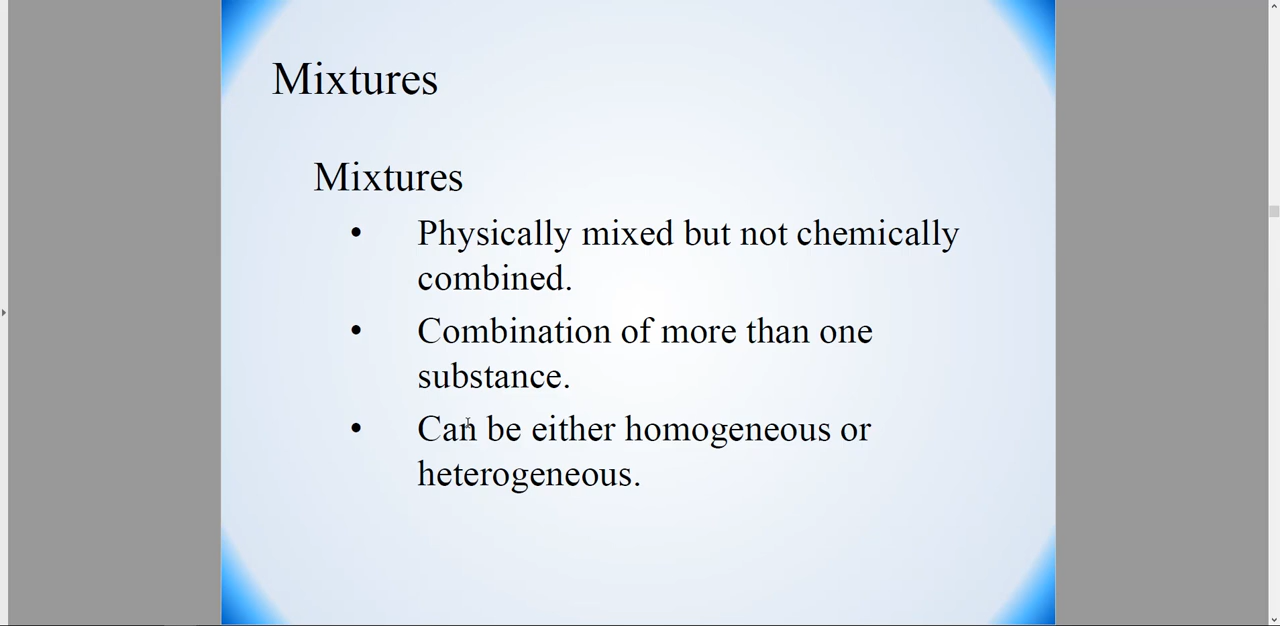 Mixtures
Mixtures
• Physically mixed but not chemically
combined.
• Combination of more than one
substance.
• Can be either homogeneous or
heterogeneous.